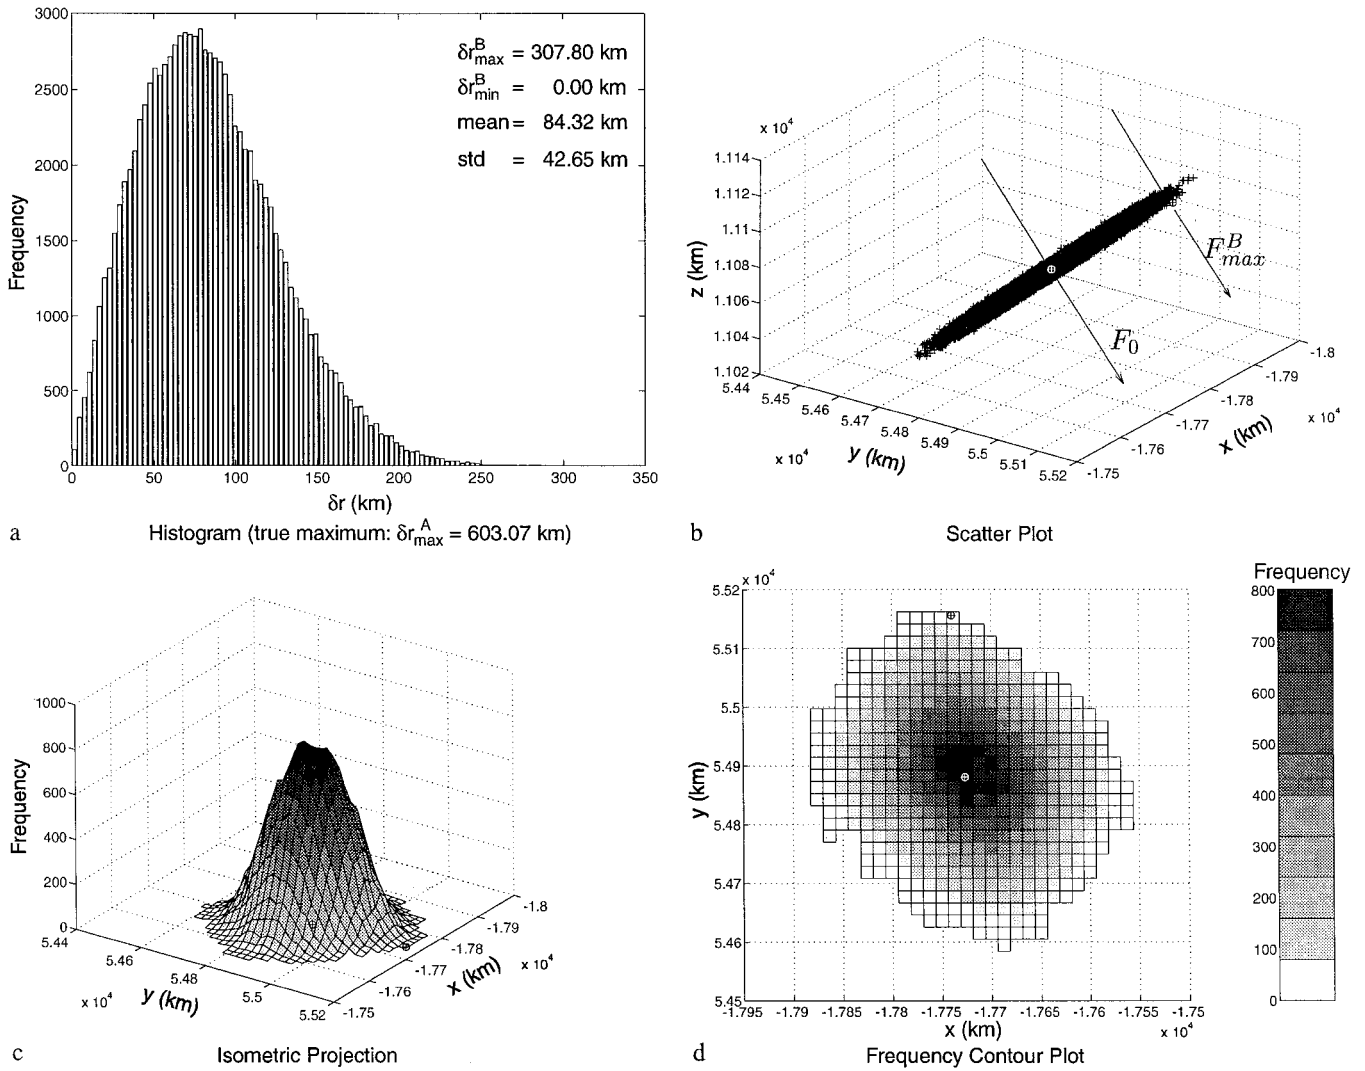 3000
2500
2000
1500
1000
500
0
0 50 100 150 200 250 300 350
Frequency
δr (km)
δr^B_max = 307.80 km
δr^B_min = 0.00 km
mean = 84.32 km
std = 42.65 km
a
Histogram (true maximum: δr^A_max = 603.07 km)
x 10^4
1.114
1.112
1.11
1.108
1.106
1.104
1.102
z (km)
5.44 5.45 5.46 5.47 5.48 5.49 5.5 5.51 5.52
x 10^4
y (km)
-1.75 -1.76 -1.77 -1.78 -1.79 -1.8
x (km)
x 10^4
F_0
F^B_max
b
Scatter Plot
1000
800
600
400
200
0
Frequency
5.44 5.46 5.48 5.5 5.52
x 10^4
y (km)
-1.75 -1.76 -1.77 -1.78 -1.79 -1.8
x (km)
x 10^4
c
Isometric Projection
x 10^4
5.52
5.51
5.5
5.49
5.48
5.47
5.46
5.45
y (km)
-1.795 -1.79 -1.785 -1.78 -1.775 -1.77 -1.765 -1.76 -1.755 -1.75
x (km)
x 10^4
Frequency
800
700
600
500
400
300
200
100
0
d
Frequency Contour Plot